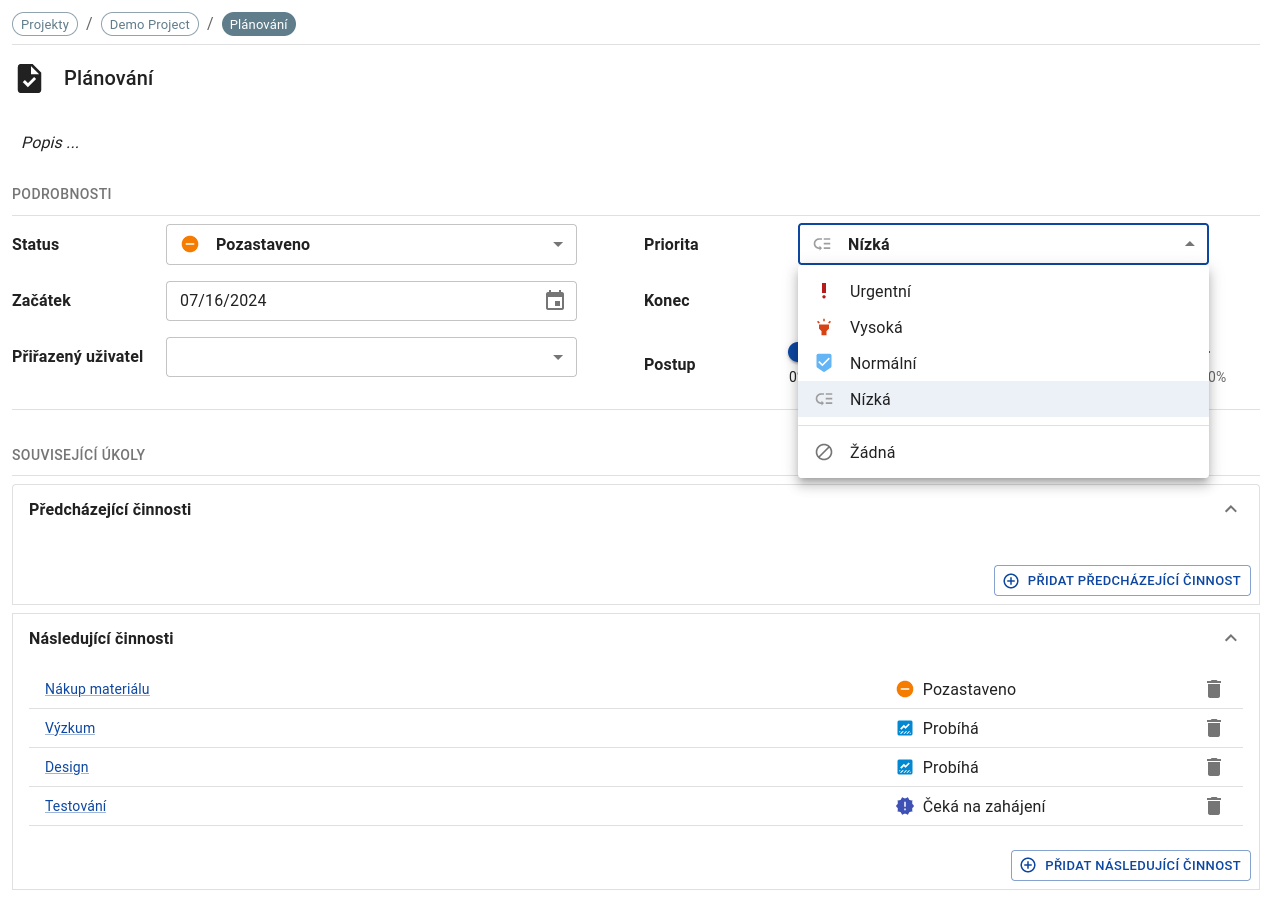 Projekty / Demo Project / Plánování
Plánování
Popis ...
PODROBNOSTI
Status Pozastaveno Priorita Nízká
Urgentní
Začátek 07/16/2024 Konec
Vysoká
Přiřazený uživatel Postup
Normální
Nízká
Žádná
SOUVISEJÍCÍ ÚKOLY
Předcházející činnosti
PŘIDAT PŘEDCHÁZEJÍCÍ ČINNOST
Následující činnosti
Nákup materiálu Pozastaveno
Výzkum Probíhá
Design Probíhá
Testování Čeká na zahájení
PŘIDAT NÁSLEDUJÍCÍ ČINNOST